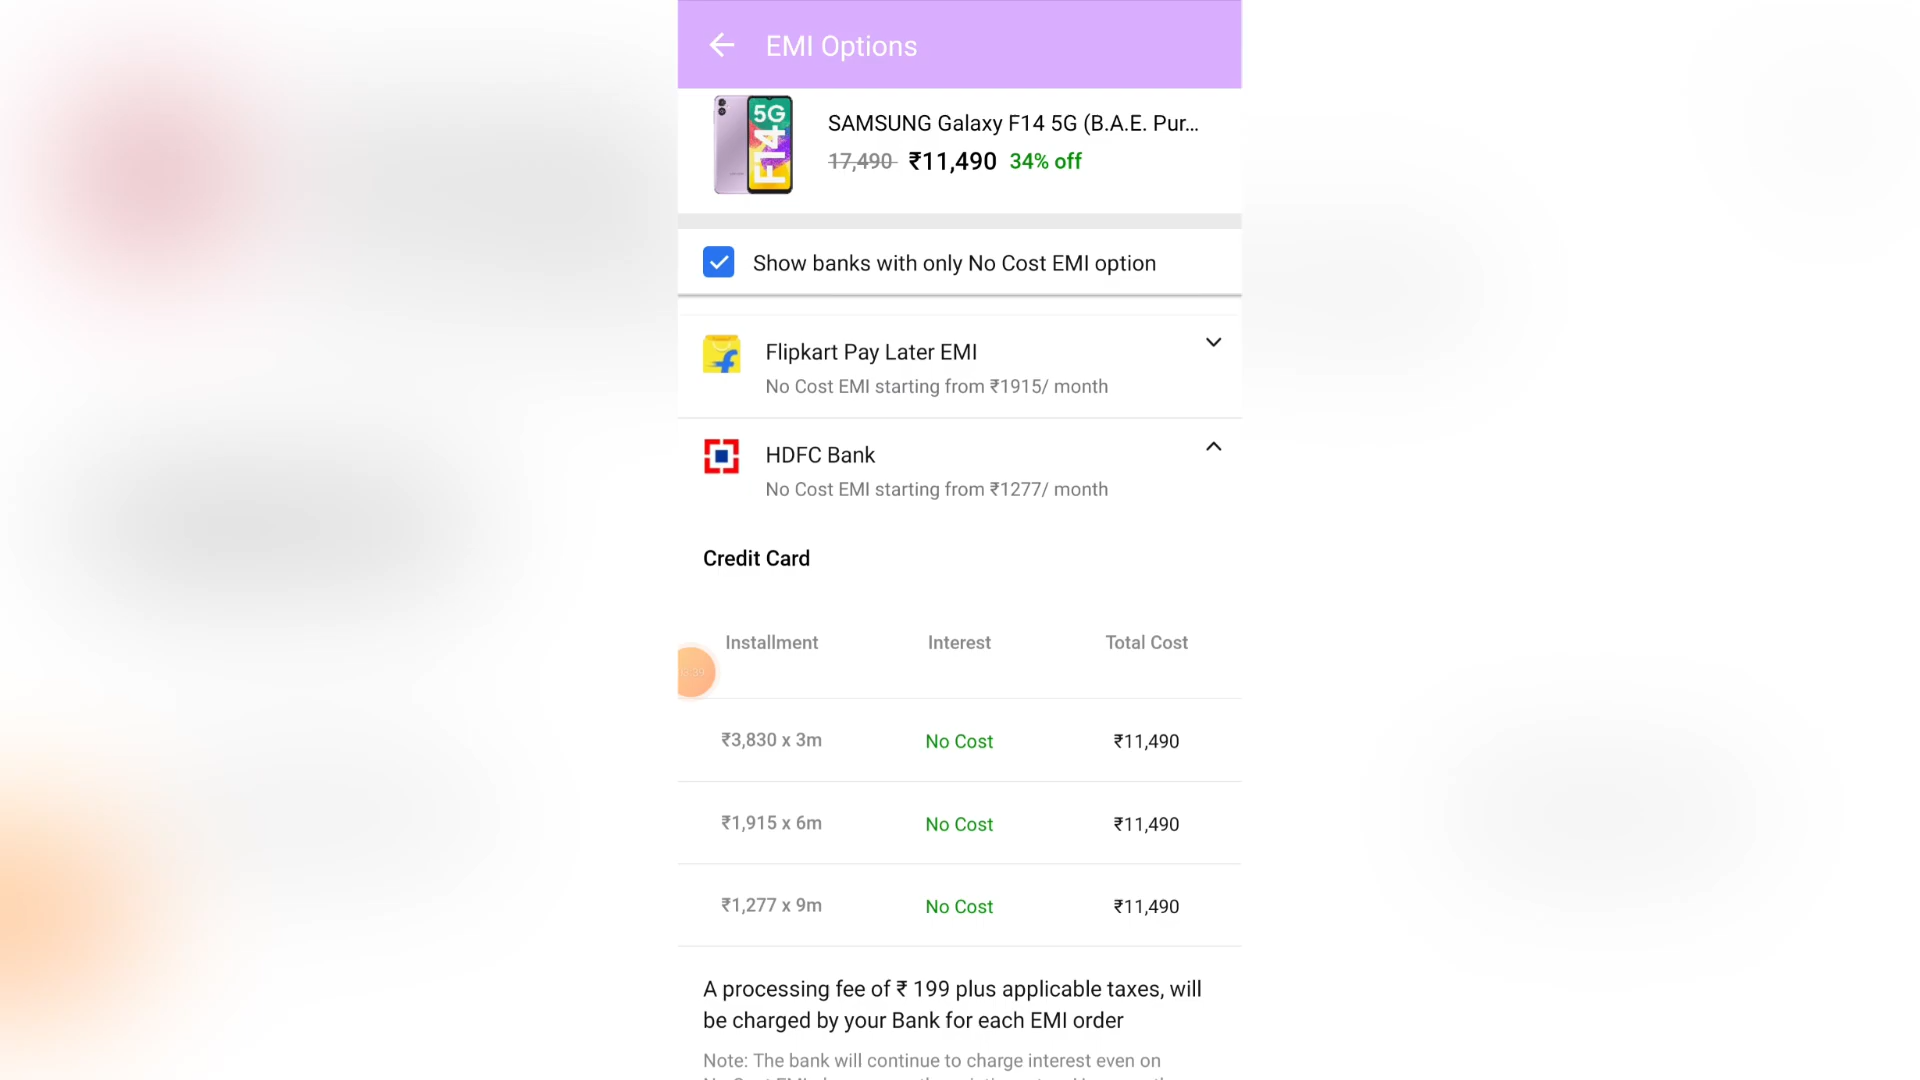 EMI Options
5G
F14
SAMSUNG Galaxy F14 5G (B.A.E. Pur...
17,490 ₹11,490 34% off
Show banks with only No Cost EMI option
Flipkart Pay Later EMI
No Cost EMI starting from ₹1915/ month
HDFC Bank
No Cost EMI starting from ₹1277/ month
Credit Card
Installment Interest Total Cost
₹3,830 x 3m No Cost ₹11,490
₹1,915 x 6m No Cost ₹11,490
₹1,277 x 9m No Cost ₹11,490
A processing fee of ₹ 199 plus applicable taxes, will
be charged by your Bank for each EMI order
Note: The bank will continue to charge interest even on